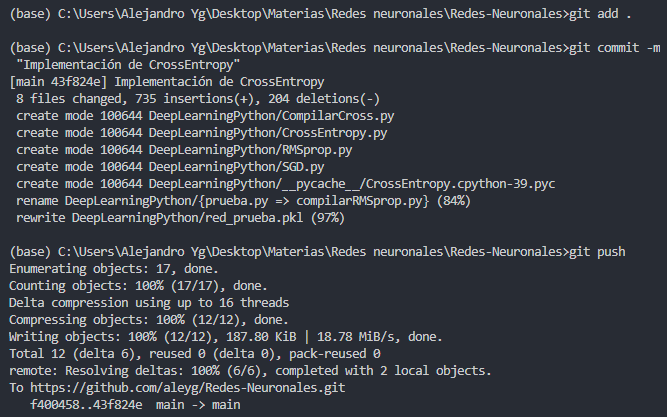 (base) C:\Users\Alejandro Yg\Desktop\Materias\Redes neuronales\Redes-Neuronales>git add .
(base) C:\Users\Alejandro Yg\Desktop\Materias\Redes neuronales\Redes-Neuronales>git commit -m
"Implementación de CrossEntropy"
[main 43f824e] Implementación de CrossEntropy
8 files changed, 735 insertions(+), 204 deletions(-)
create mode 100644 DeepLearningPython/CompilarCross.py
create mode 100644 DeepLearningPython/CrossEntropy.py
create mode 100644 DeepLearningPython/RMSprop.py
create mode 100644 DeepLearningPython/SGD.py
create mode 100644 DeepLearningPython/__pycache__/CrossEntropy.cpython-39.pyc
rename DeepLearningPython/{prueba.py => compilarRMSprop.py} (84%)
rewrite DeepLearningPython/red_prueba.pkl (97%)
(base) C:\Users\Alejandro Yg\Desktop\Materias\Redes neuronales\Redes-Neuronales>git push
Enumerating objects: 17, done.
Counting objects: 100% (17/17), done.
Delta compression using up to 16 threads
Compressing objects: 100% (12/12), done.
Writing objects: 100% (12/12), 187.80 KiB | 18.78 MiB/s, done.
Total 12 (delta 6), reused 0 (delta 0), pack-reused 0
remote: Resolving deltas: 100% (6/6), completed with 2 local objects.
To https://github.com/aleyg/Redes-Neuronales.git
f400458..43f824e  main -> main